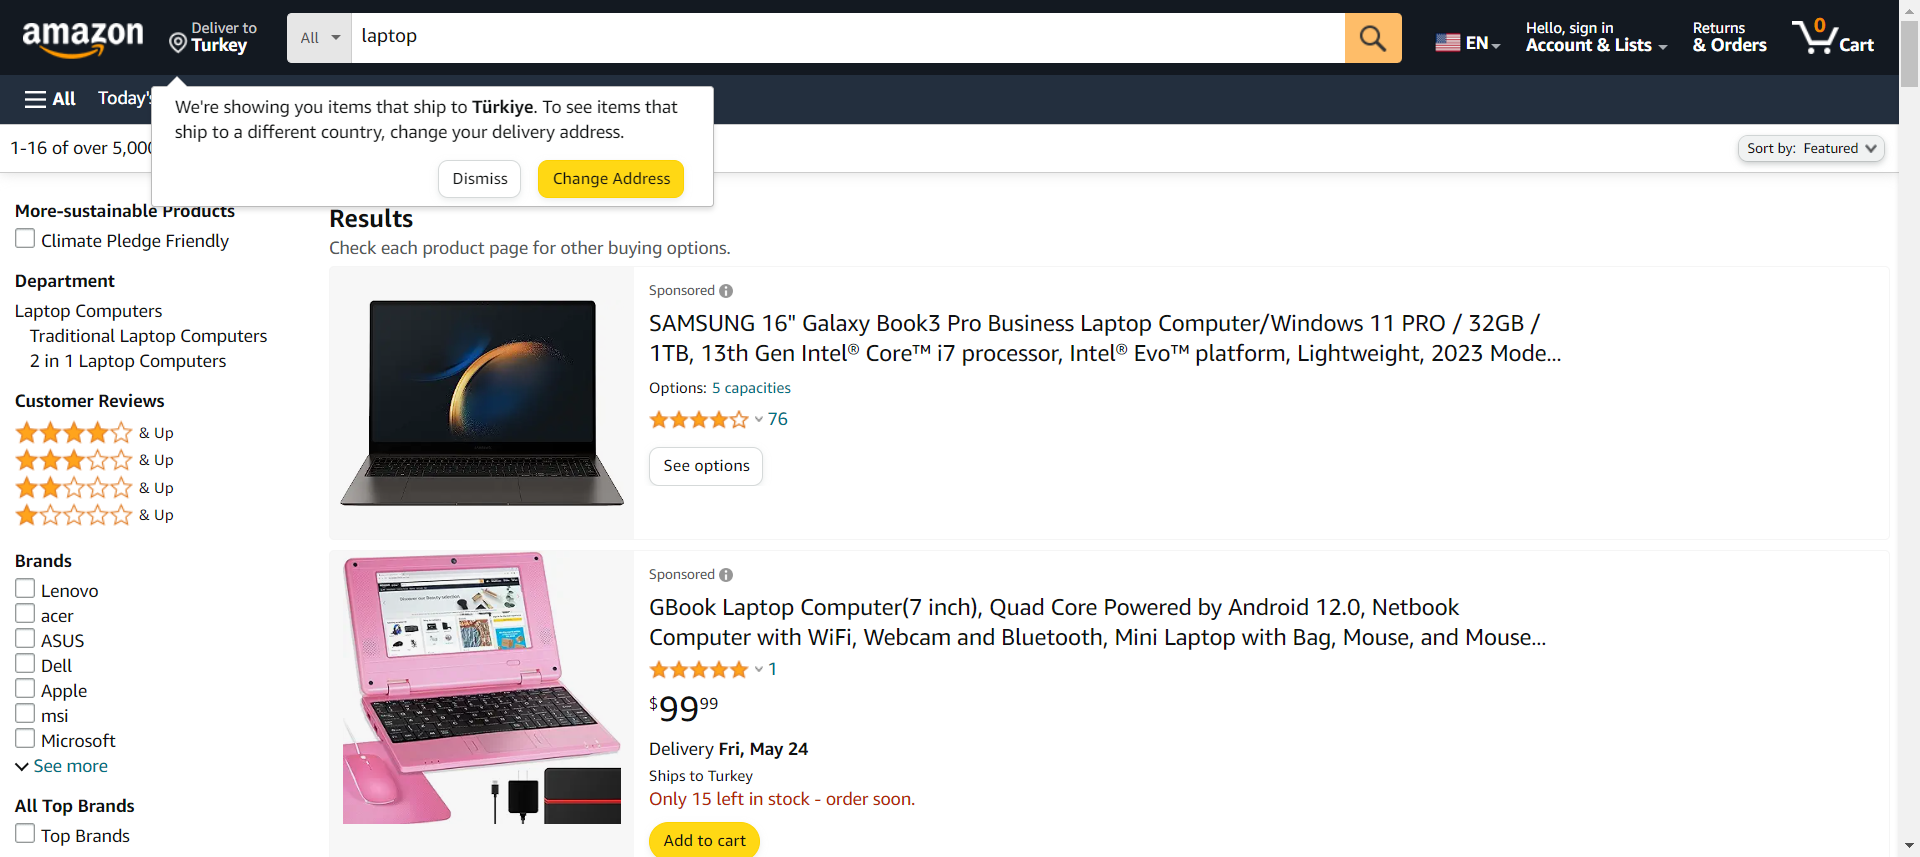 amazon
Deliver to
Turkey
All
laptop
EN
Hello, sign in
Account & Lists
Returns
& Orders
0
Cart
All
Today's
We're showing you items that ship to Türkiye. To see items that
ship to a different country, change your delivery address.
Dismiss
Change Address
1-16 of over 5,000
Sort by: Featured
More-sustainable Products
Climate Pledge Friendly
Department
Laptop Computers
Traditional Laptop Computers
2 in 1 Laptop Computers
Customer Reviews
& Up
& Up
& Up
& Up
Brands
Lenovo
acer
ASUS
Dell
Apple
msi
Microsoft
See more
All Top Brands
Top Brands
Results
Check each product page for other buying options.
Sponsored
SAMSUNG 16" Galaxy Book3 Pro Business Laptop Computer/Windows 11 PRO / 32GB /
1TB, 13th Gen Intel® Core™ i7 processor, Intel® Evo™ platform, Lightweight, 2023 Mode...
Options: 5 capacities
76
See options
Sponsored
GBook Laptop Computer(7 inch), Quad Core Powered by Android 12.0, Netbook
Computer with WiFi, Webcam and Bluetooth, Mini Laptop with Bag, Mouse, and Mouse...
1
$99.99
Delivery Fri, May 24
Ships to Turkey
Only 15 left in stock - order soon.
Add to cart